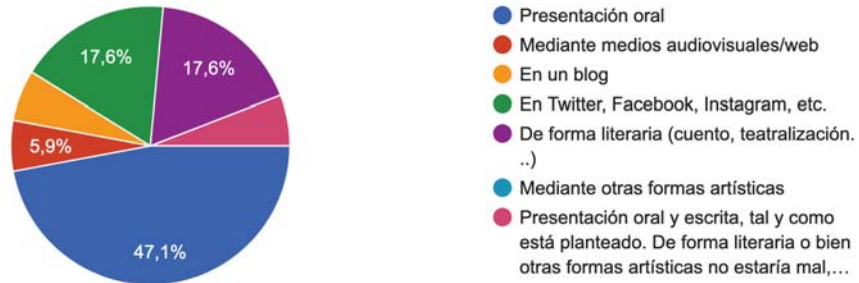 17,6%
17,6%
5,9%
47,1%
Presentación oral
Mediante medios audiovisuales/web
En un blog
En Twitter, Facebook, Instagram, etc.
De forma literaria (cuento, teatralización.
..)
Mediante otras formas artísticas
Presentación oral y escrita, tal y como
está planteado. De forma literaria o bien
otras formas artísticas no estaría mal,…